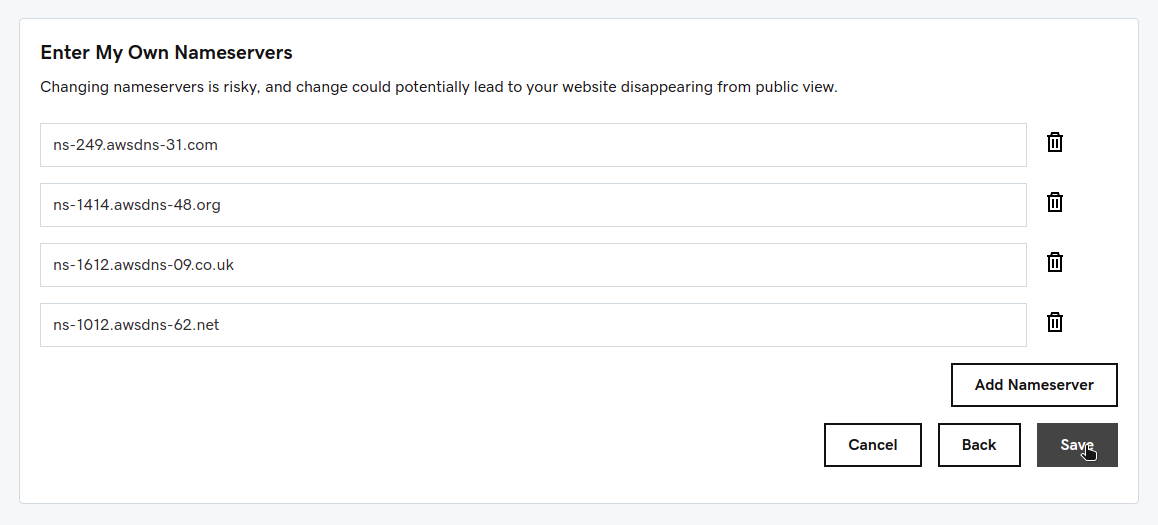 Enter My Own Nameservers
Changing nameservers is risky, and change could potentially lead to your website disappearing from public view.
ns-249.awsdns-31.com
ns-1414.awsdns-48.org
ns-1612.awsdns-09.co.uk
ns-1012.awsdns-62.net
Add Nameserver
Cancel
Back
Save